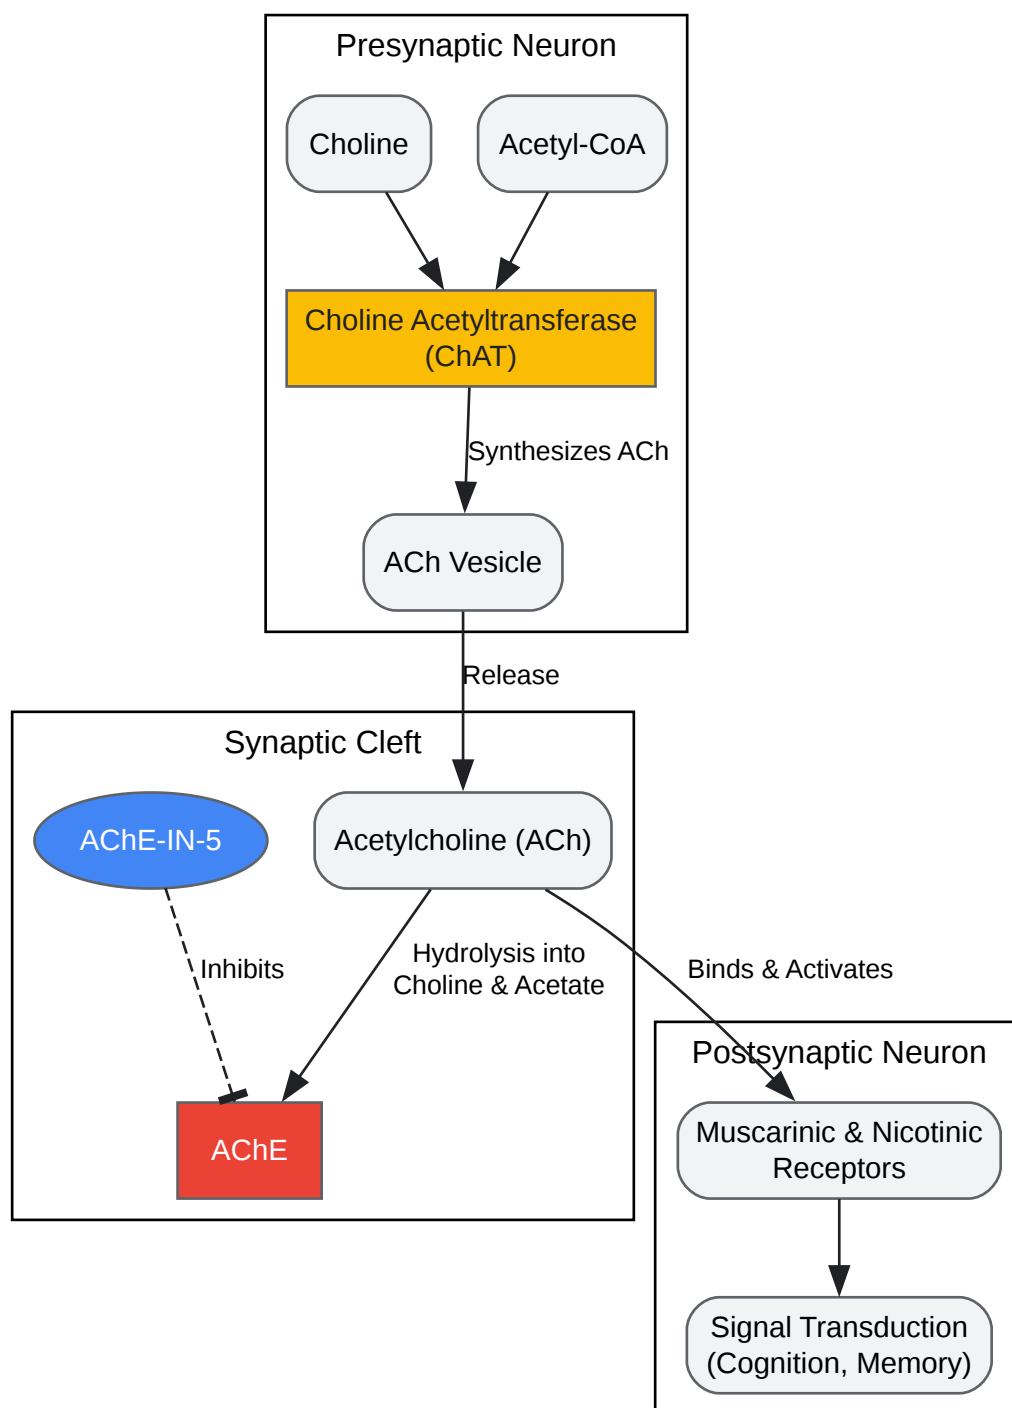 Presynaptic Neuron
Choline
Acetyl-CoA
Choline Acetyltransferase
(ChAT)
Synthesizes ACh
ACh Vesicle
Release
Synaptic Cleft
AChE-IN-5
Acetylcholine (ACh)
Inhibits
Hydrolysis into
Choline & Acetate
Binds & Activates
AChE
Postsynaptic Neuron
Muscarinic & Nicotinic
Receptors
Signal Transduction
(Cognition, Memory)